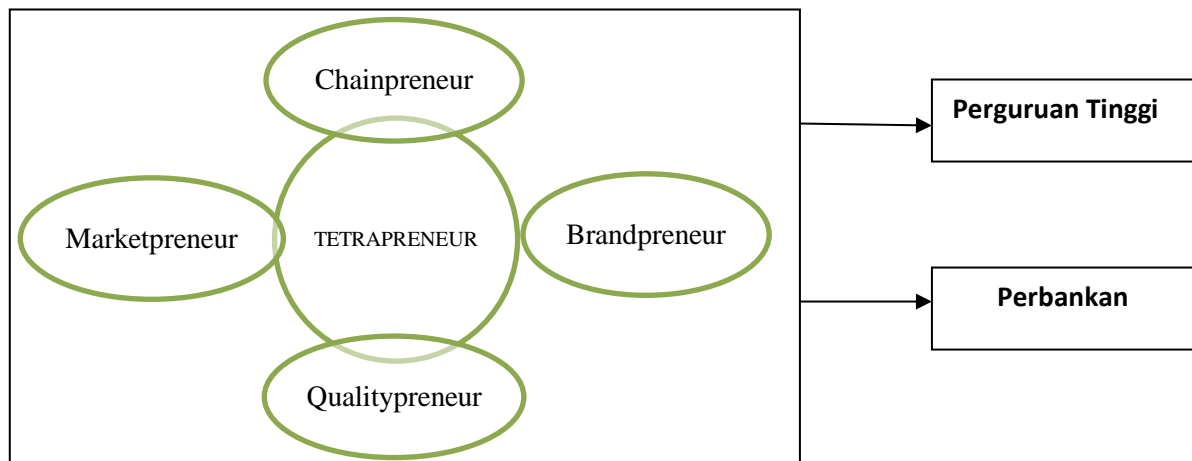 Chainpreneur
Perguruan Tinggi
Marketpreneur
TETRAPRENEUR
Brandpreneur
Perbankan
Qualitypreneur